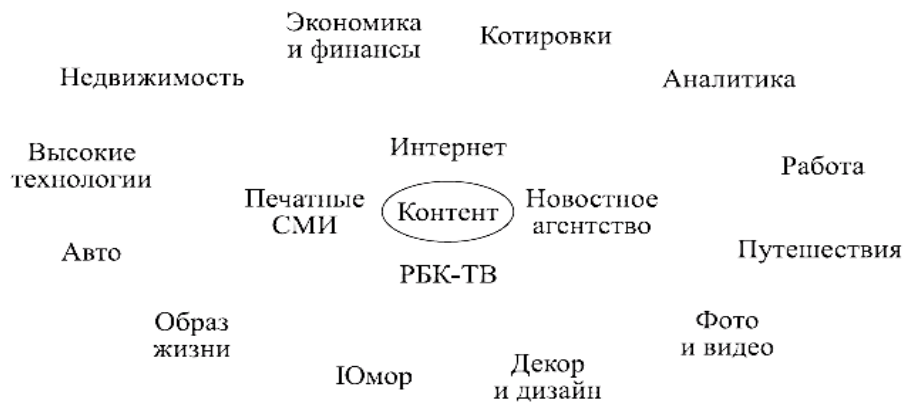 Экономика
и финансы
Котировки
Недвижимость
Аналитика
Интернет
Высокие
технологии
Работа
Печатные
СМИ
Контент
Новостное
агентство
Авто
Путешествия
РБК-ТВ
Образ
жизни
Фото
и видео
Юмор
Декор
и дизайн